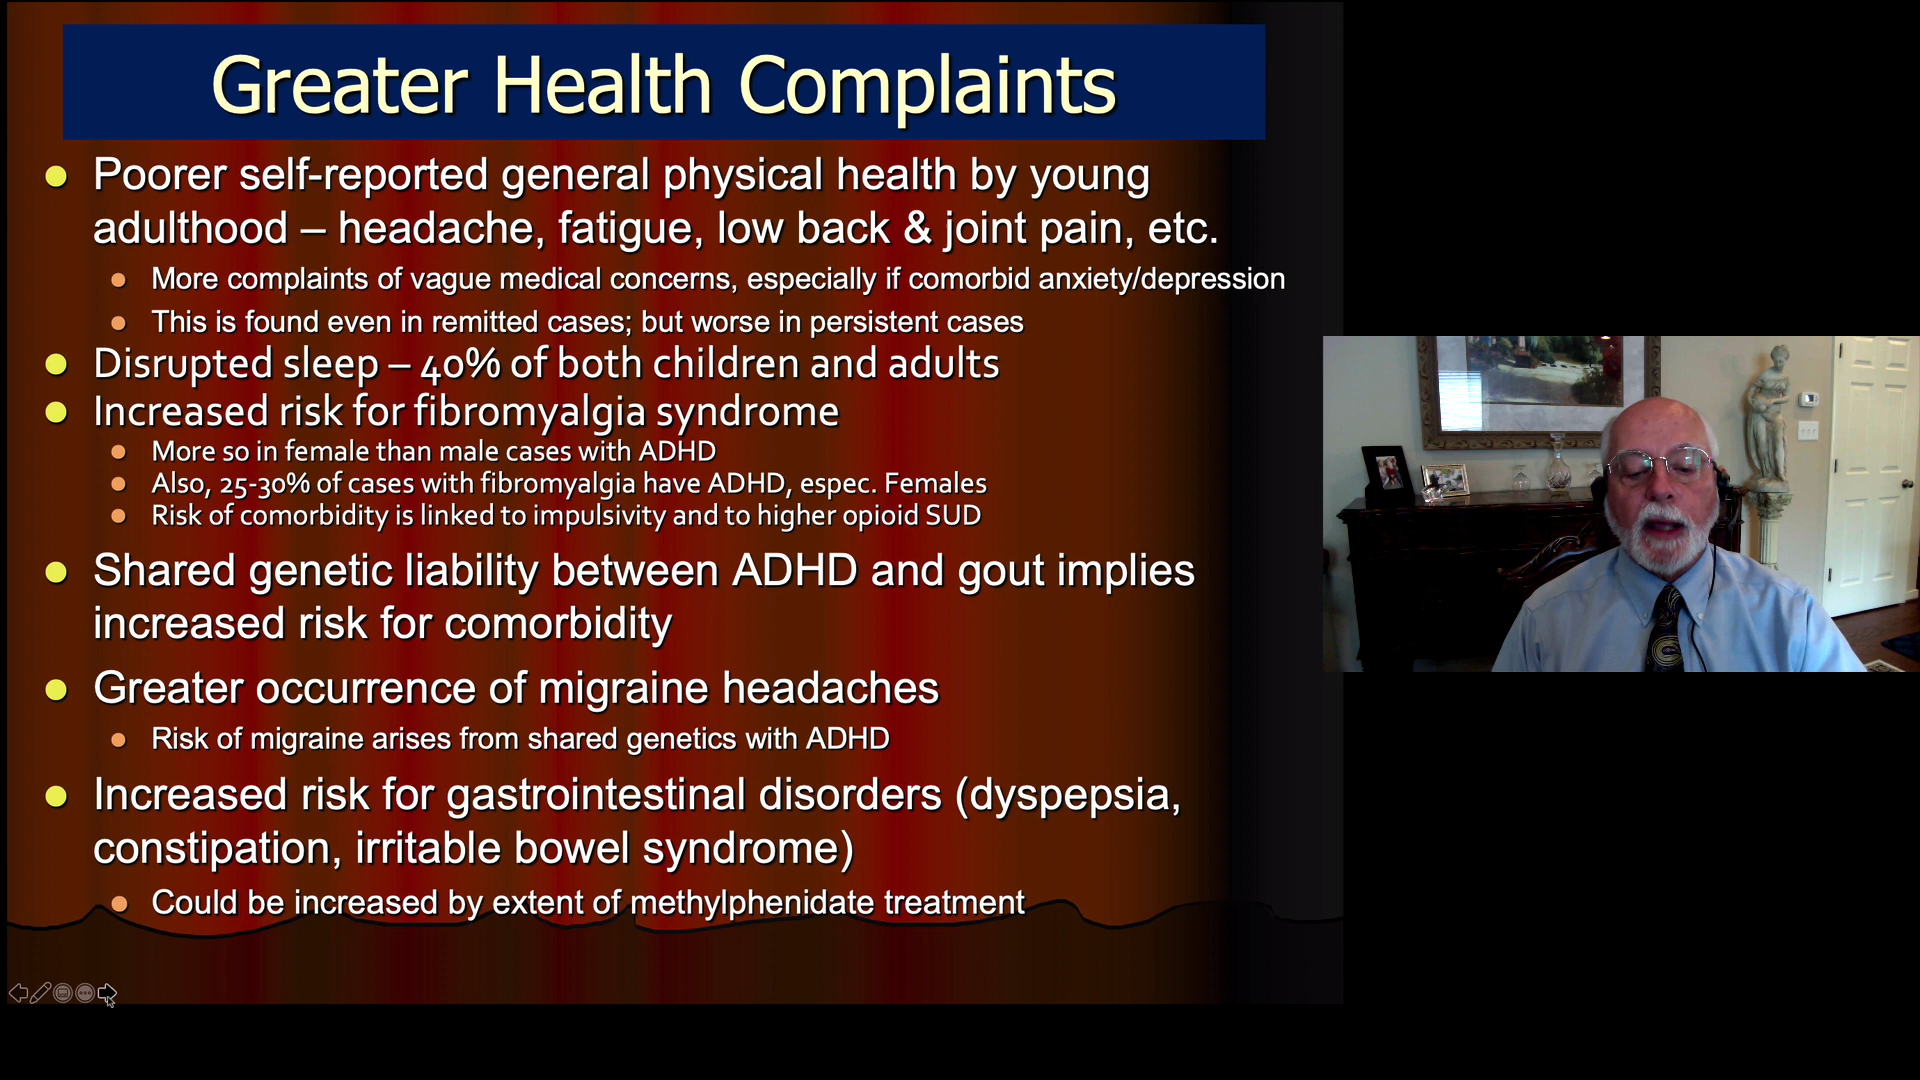 Greater Health Complaints
Poorer self-reported general physical health by young
adulthood – headache, fatigue, low back & joint pain, etc.
More complaints of vague medical concerns, especially if comorbid anxiety/depression
This is found even in remitted cases; but worse in persistent cases
Disrupted sleep – 40% of both children and adults
Increased risk for fibromyalgia syndrome
More so in female than male cases with ADHD
Also, 25-30% of cases with fibromyalgia have ADHD, espec. Females
Risk of comorbidity is linked to impulsivity and to higher opioid SUD
Shared genetic liability between ADHD and gout implies
increased risk for comorbidity
Greater occurrence of migraine headaches
Risk of migraine arises from shared genetics with ADHD
Increased risk for gastrointestinal disorders (dyspepsia,
constipation, irritable bowel syndrome)
Could be increased by extent of methylphenidate treatment